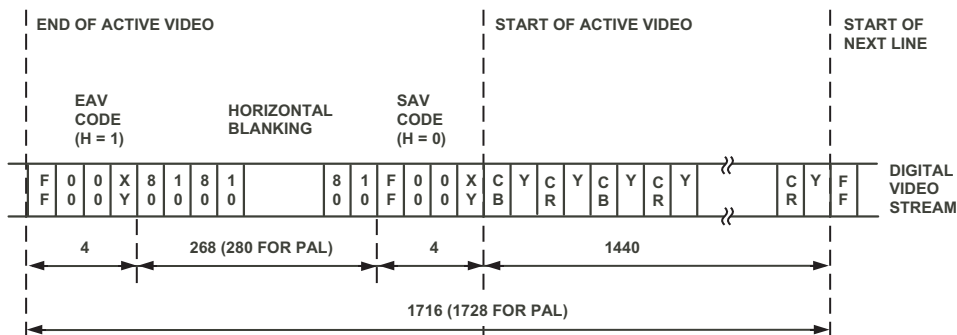 END OF ACTIVE VIDEO
START OF ACTIVE VIDEO
START OF
NEXT LINE
EAV
CODE
(H = 1)
HORIZONTAL
BLANKING
SAV
CODE
(H = 0)
F 0 0 X 8 1 8 1 8 1 F 0 0 X C Y C Y C Y C Y C Y F
F 0 0 Y 0 0 0 0 0 0 F 0 0 Y B R B R R F
DIGITAL
VIDEO
STREAM
4
268 (280 FOR PAL)
4
1440
1716 (1728 FOR PAL)